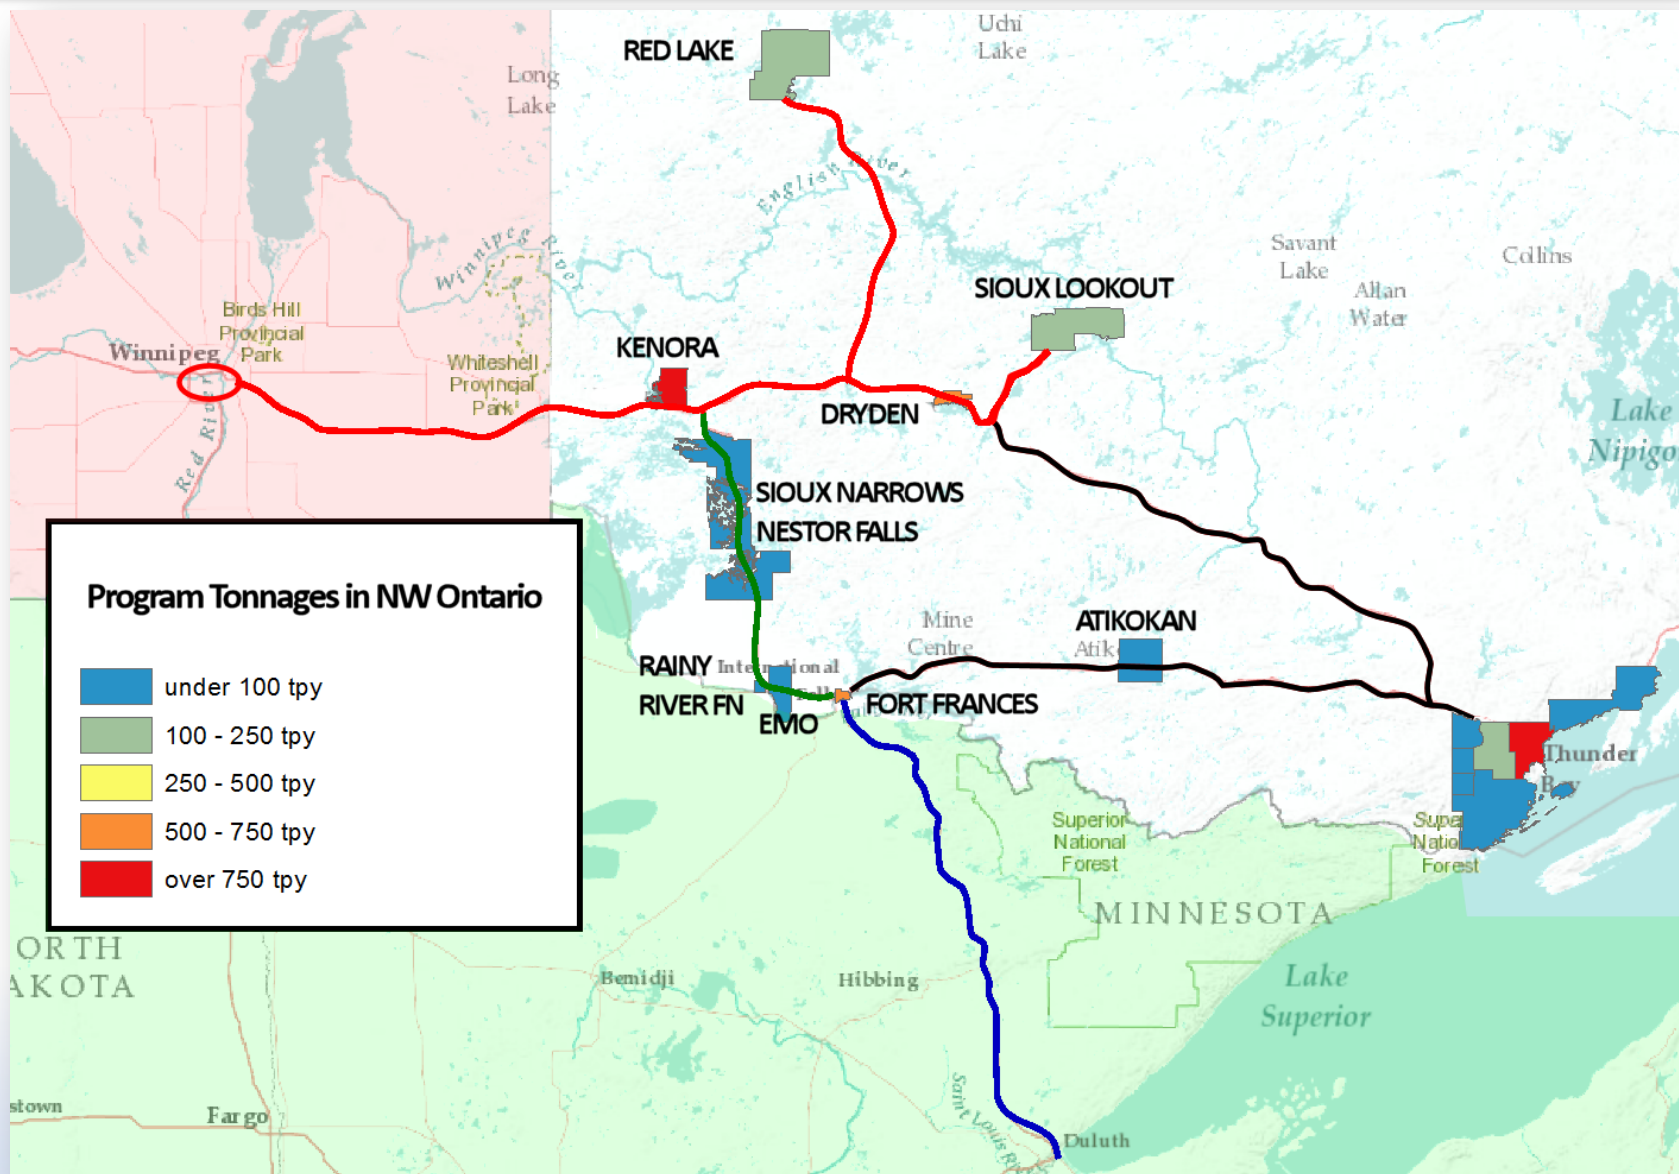 RED LAKE
Uchi
Lake
Long
Lake
English River
Winnipeg River
Savant
Lake
Collins
Allan
Water
SIOUX LOOKOUT
Birds Hill
Provincial
Park
Winnipeg
KENORA
Whiteshell
Provincial
Park
DRYDEN
Lake
Nipigo
Red River
SIOUX NARROWS
NESTOR FALLS
Program Tonnages in NW Ontario
under 100 tpy
100 - 250 tpy
250 - 500 tpy
500 - 750 tpy
over 750 tpy
Mine
Centre
ATIKOKAN
Atik
RAINY
RIVER FN
International
Fall
EMO
FORT FRANCES
Thunder
Bay
Superior
National
Forest
Supe
Natio
Forest
MINNESOTA
ORTH
AKOTA
Bemidji
Hibbing
Lake
Superior
stown
Fargo
Saint Louis Ri
Duluth